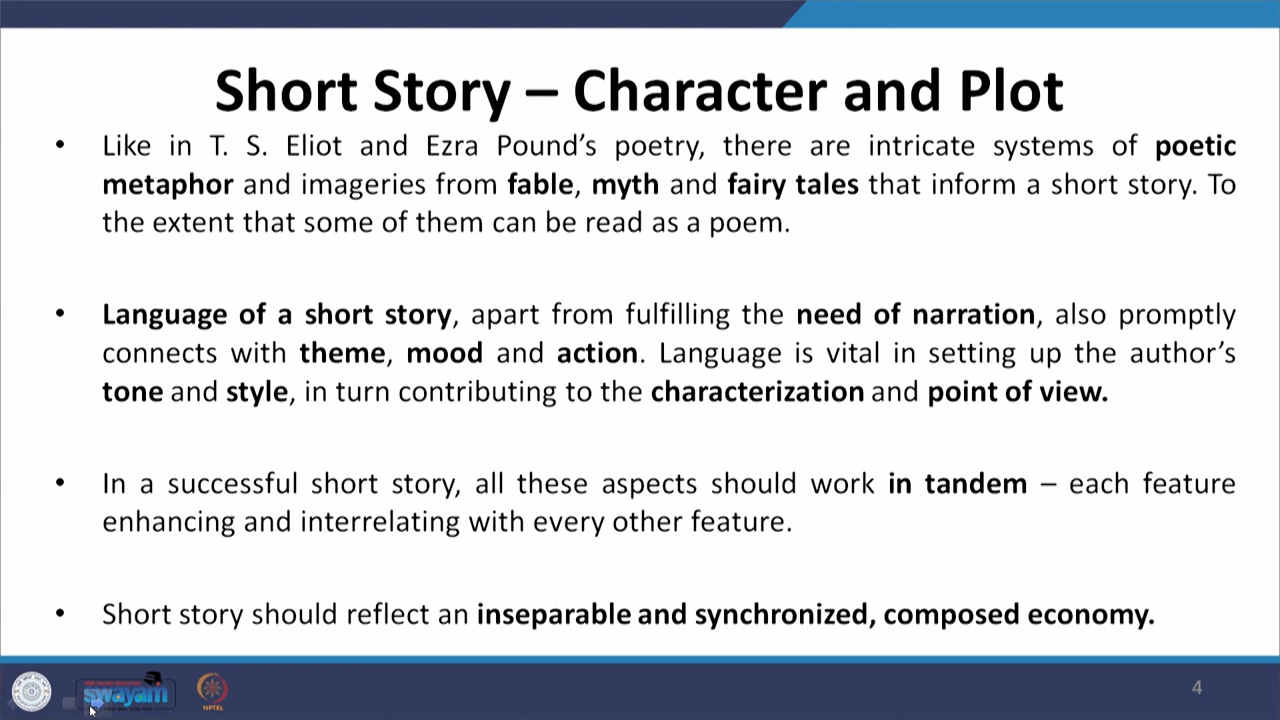 Short Story – Character and Plot
• Like in T. S. Eliot and Ezra Pound’s poetry, there are intricate systems of poetic
metaphor and imageries from fable, myth and fairy tales that inform a short story. To
the extent that some of them can be read as a poem.
• Language of a short story, apart from fulfilling the need of narration, also promptly
connects with theme, mood and action. Language is vital in setting up the author’s
tone and style, in turn contributing to the characterization and point of view.
• In a successful short story, all these aspects should work in tandem – each feature
enhancing and interrelating with every other feature.
• Short story should reflect an inseparable and synchronized, composed economy.
swayam
NPTEL
4